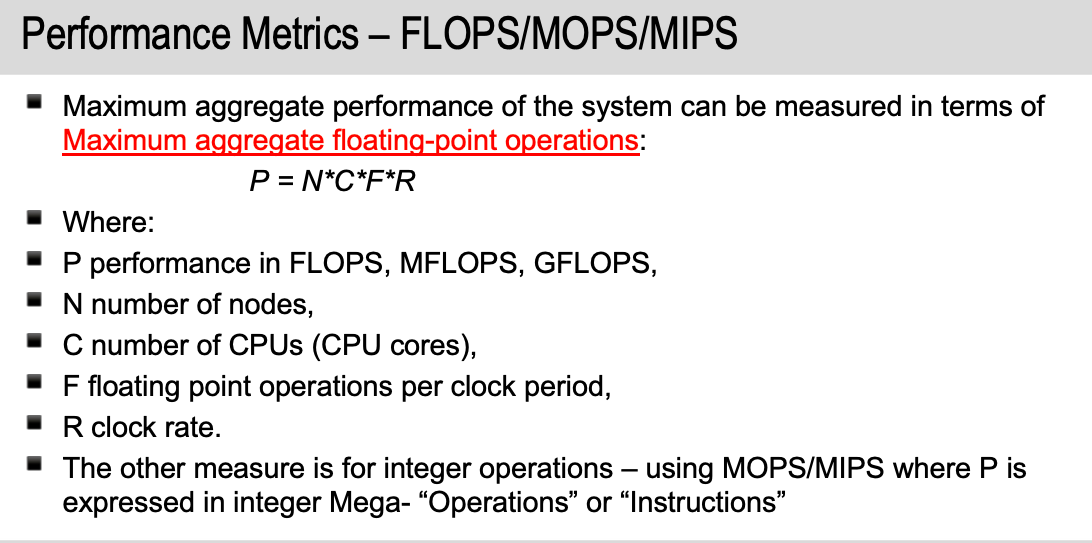 Performance Metrics – FLOPS/MOPS/MIPS
▪ Maximum aggregate performance of the system can be measured in terms of
Maximum aggregate floating-point operations:
P = N*C*F*R
▪ Where:
▪ P performance in FLOPS, MFLOPS, GFLOPS,
▪ N number of nodes,
▪ C number of CPUs (CPU cores),
▪ F floating point operations per clock period,
▪ R clock rate.
▪ The other measure is for integer operations – using MOPS/MIPS where P is
expressed in integer Mega- “Operations” or “Instructions”